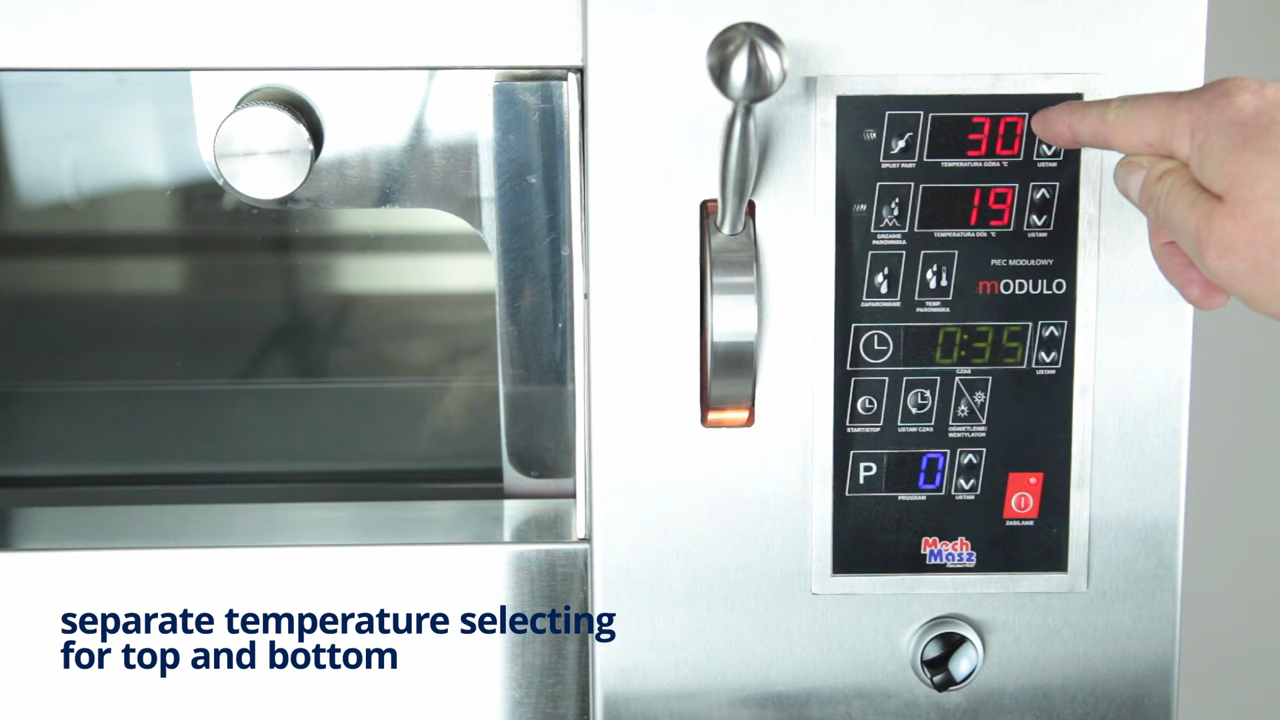 30
SPUST PARY
TEMPERATURA GÓRA °C
USTAW
19
GRZANIE
PAROWNIKA
TEMPERATURA DÓŁ °C
USTAW
PIEC MODUŁOWY
mODULO
ZAPAROWANIE
TEMP.
PAROWNIKA
0:35
CZAS
USTAW
START/STOP
USTAW CZAS
OŚWIETLENIE/
WENTYLATOR
P 0
PROGRAM
USTAW
ZASILANIE
Mech
Masz
separate temperature selecting
for top and bottom